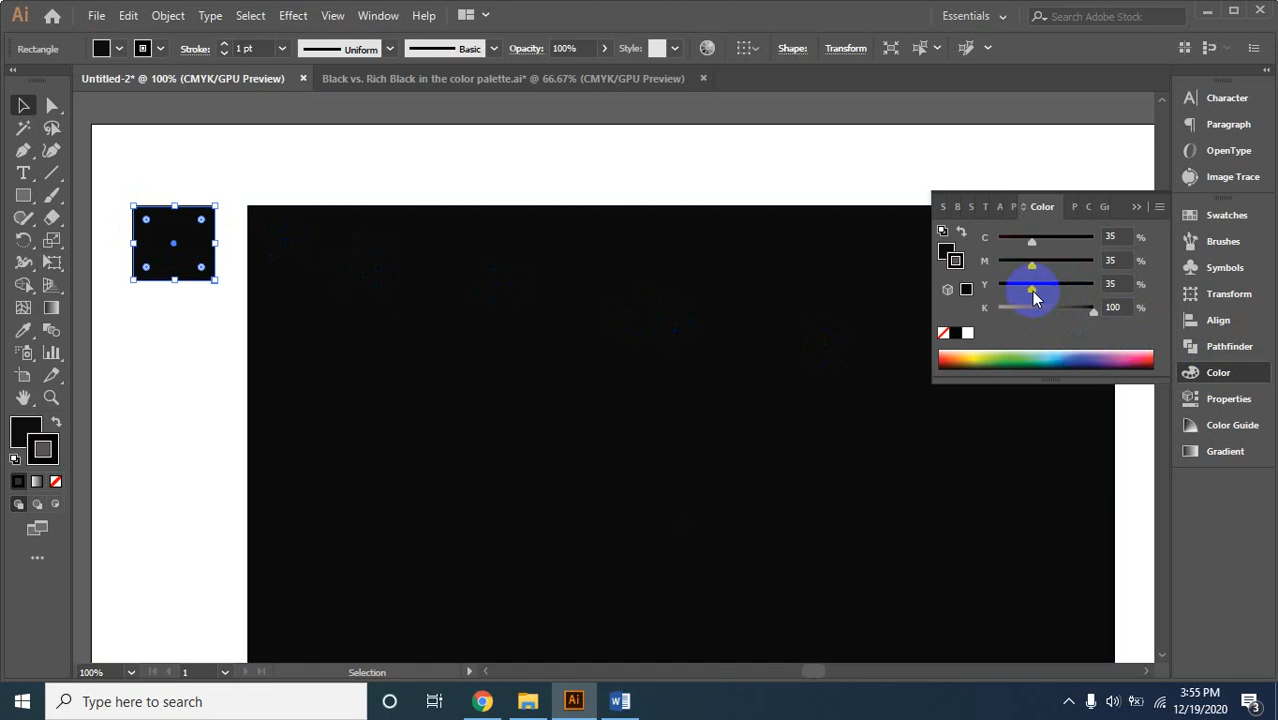 Ai File Edit Object Type Select Effect View Window Help Essentials Search Adobe Stock
Rectangle Stroke: 1 pt Uniform Basic Opacity: 100% Style: Shape: Transform
Untitled-2* @ 100% (CMYK/GPU Preview) × Black vs. Rich Black in the color palette.ai* @ 66.67% (CMYK/GPU Preview) ×
Character
Paragraph
OpenType
Image Trace
Swatches
Brushes
Symbols
Transform
Align
Pathfinder
Color
Properties
Color Guide
Gradient
S B S T A P Color P C Gr
C 35 %
M 35 %
Y 35 %
K 100 %
100% 1 Selection
Type here to search
Ai
W
3:55 PM
12/19/2020
3